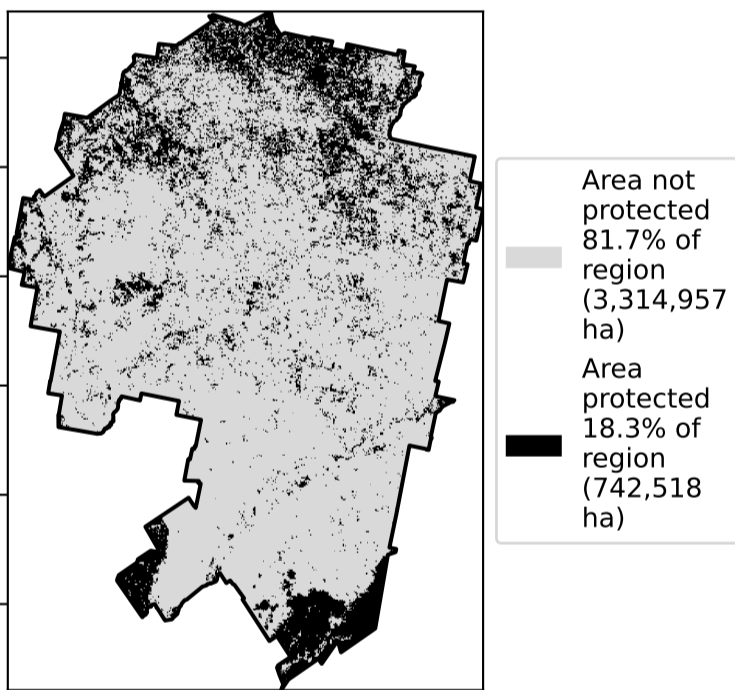 Area not
protected
81.7% of
region
(3,314,957
ha)
Area
protected
18.3% of
region
(742,518
ha)